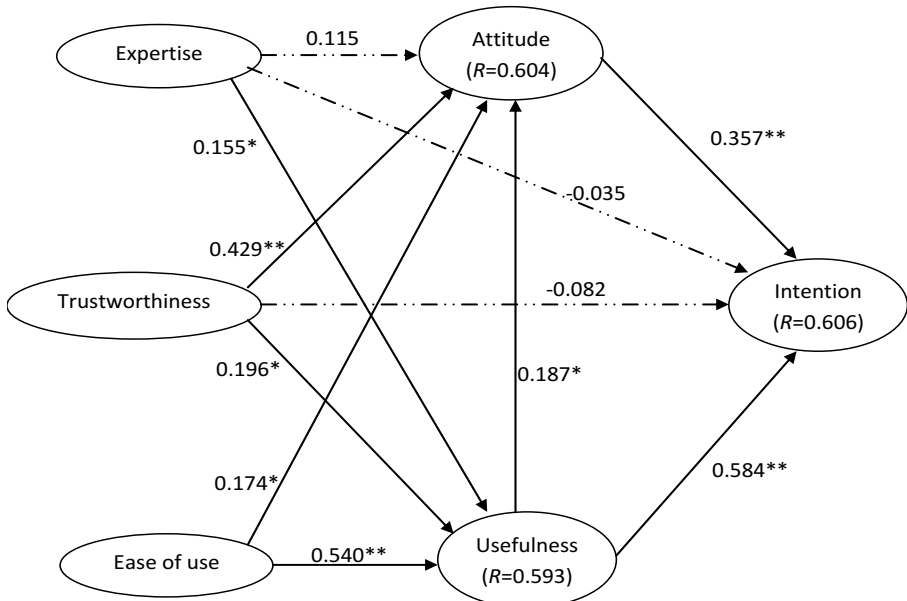 Expertise
0.115
Attitude
(R=0.604)
0.155*
0.357**
-0.035
0.429**
Trustworthiness
-0.082
Intention
(R=0.606)
0.196*
0.187*
0.174*
0.584**
Ease of use
0.540**
Usefulness
(R=0.593)